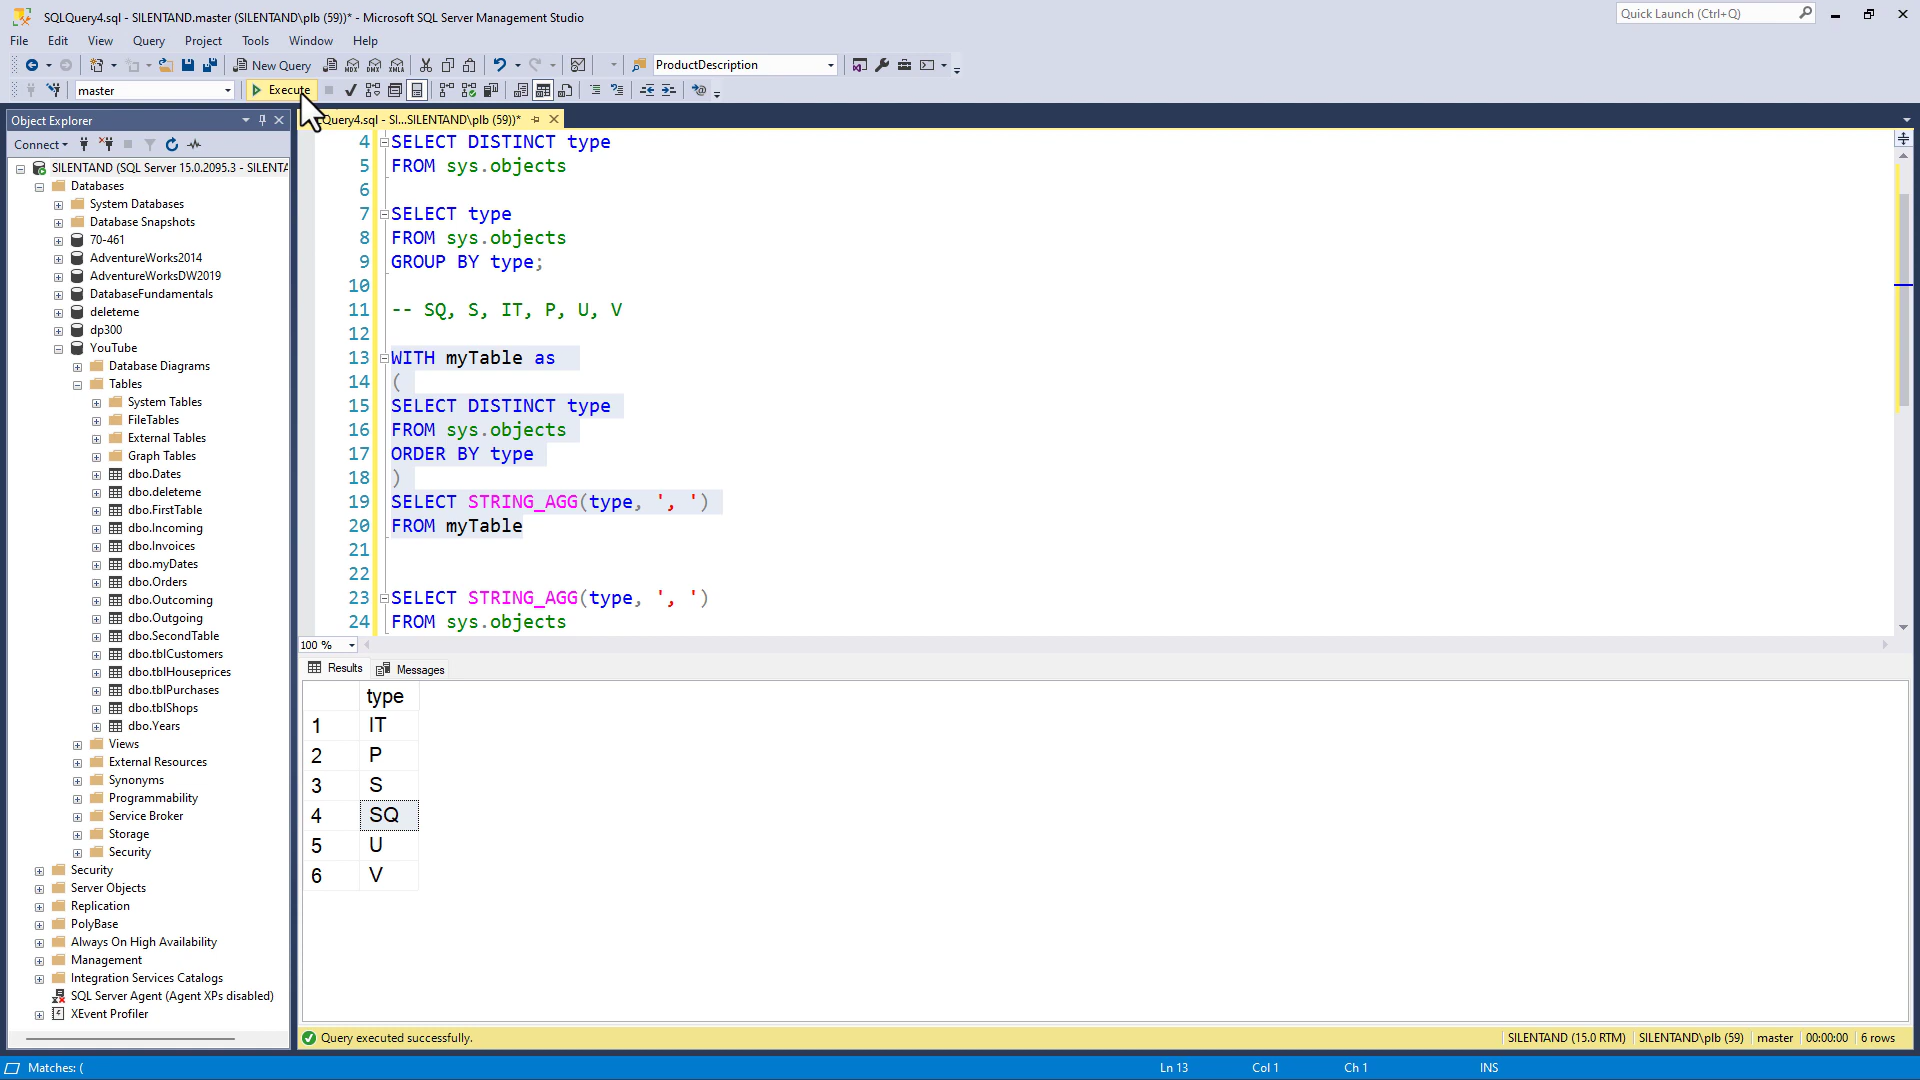 SQLQuery4.sql - SILENTAND.master (SILENTAND\plb (59))* - Microsoft SQL Server Management Studio
Quick Launch (Ctrl+Q)
File Edit View Query Project Tools Window Help
New Query
MDX DMX XMLA
ProductDescription
master
Execute
Object Explorer
Query4.sql - SI...SILENTAND\plb (59))*
Connect
SILENTAND (SQL Server 15.0.2095.3 - SILENTA
Databases
System Databases
Database Snapshots
70-461
AdventureWorks2014
AdventureWorksDW2019
DatabaseFundamentals
deleteme
dp300
YouTube
Database Diagrams
Tables
System Tables
FileTables
External Tables
Graph Tables
dbo.Dates
dbo.deleteme
dbo.FirstTable
dbo.Incoming
dbo.Invoices
dbo.myDates
dbo.Orders
dbo.Outcoming
dbo.Outgoing
dbo.SecondTable
dbo.tblCustomers
dbo.tblHouseprices
dbo.tblPurchases
dbo.tblShops
dbo.Years
Views
External Resources
Synonyms
Programmability
Service Broker
Storage
Security
Security
Server Objects
Replication
PolyBase
Always On High Availability
Management
Integration Services Catalogs
SQL Server Agent (Agent XPs disabled)
XEvent Profiler
4 SELECT DISTINCT type
5 FROM sys.objects
6
7 SELECT type
8 FROM sys.objects
9 GROUP BY type;
10
11 -- SQ, S, IT, P, U, V
12
13 WITH myTable as
14 (
15 SELECT DISTINCT type
16 FROM sys.objects
17 ORDER BY type
18 )
19 SELECT STRING_AGG(type, ', ')
20 FROM myTable
21
22
23 SELECT STRING_AGG(type, ', ')
24 FROM sys.objects
100 %
Results Messages
type
1 IT
2 P
3 S
4 SQ
5 U
6 V
Query executed successfully.
SILENTAND (15.0 RTM) SILENTAND\plb (59) master 00:00:00 6 rows
Matches: (
Ln 13 Col 1 Ch 1 INS